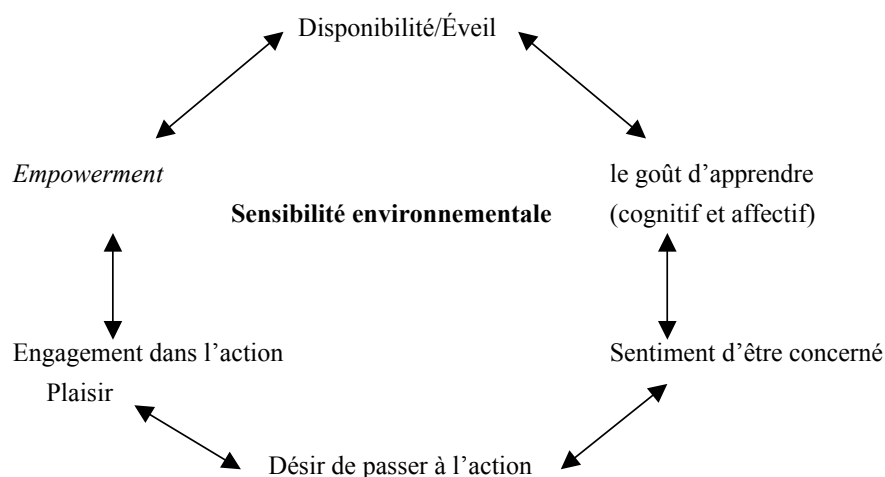 Disponibilité/Éveil
Empowerment
le goût d’apprendre
(cognitif et affectif)
Sensibilité environnementale
Engagement dans l’action
Plaisir
Sentiment d’être concerné
Désir de passer à l’action